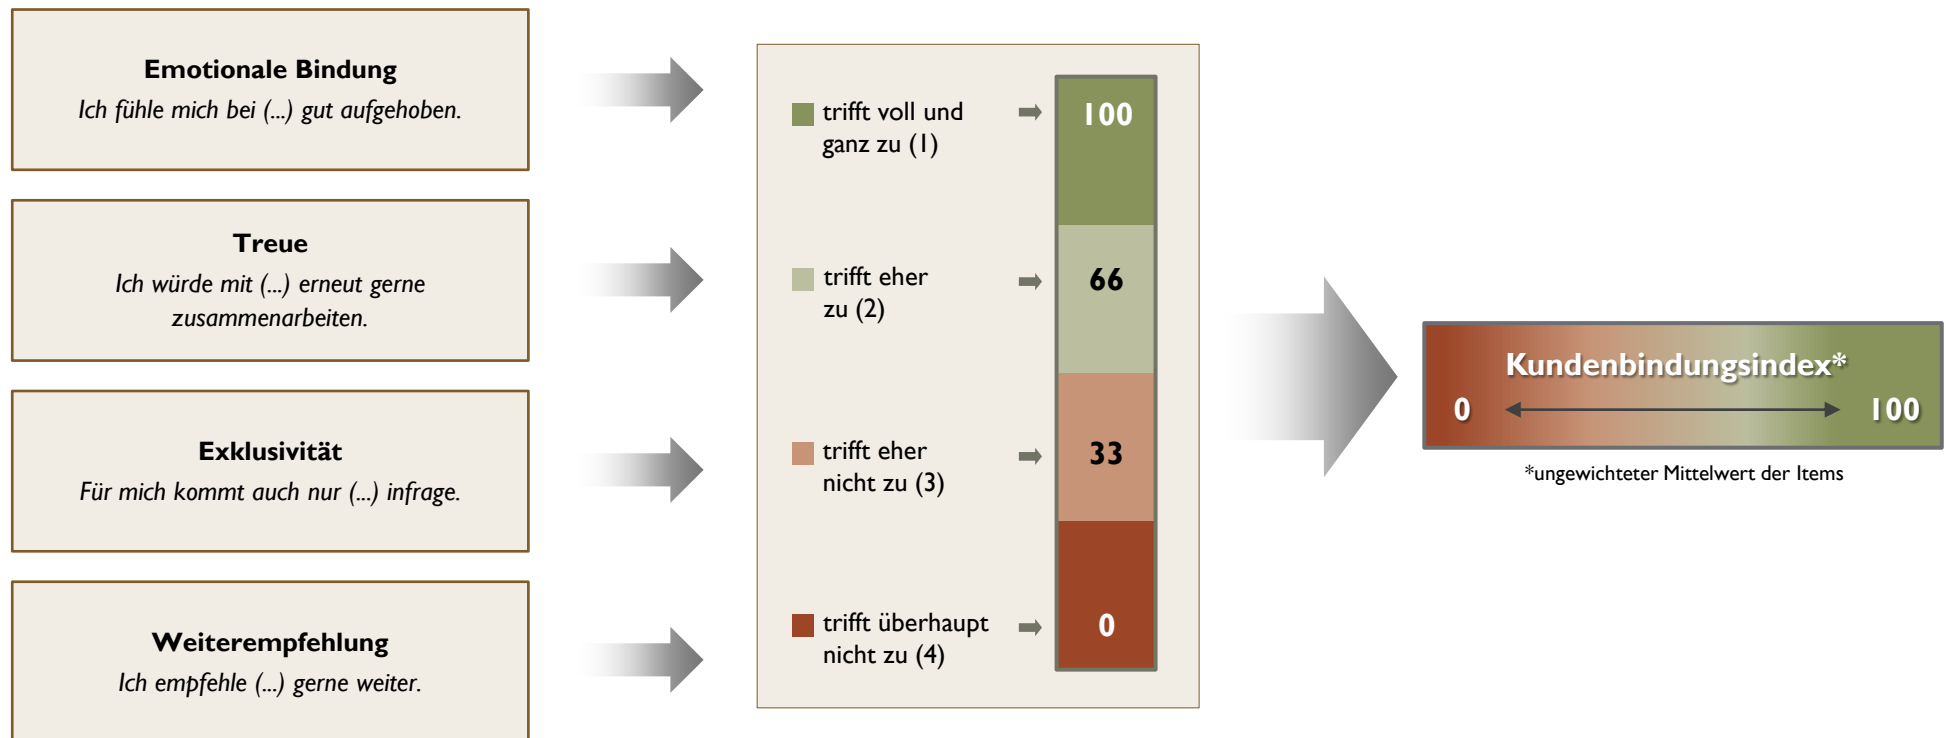 Emotionale Bindung
Ich fühle mich bei (...) gut aufgehoben.
Treue
Ich würde mit (...) erneut gerne
zusammenarbeiten.
Exklusivität
Für mich kommt auch nur (...) infrage.
Weiterempfehlung
Ich empfehle (...) gerne weiter.
trifft voll und
ganz zu (1)
100
trifft eher
zu (2)
66
trifft eher
nicht zu (3)
33
trifft überhaupt
nicht zu (4)
0
Kundenbindungsindex*
0 100
*ungewichteter Mittelwert der Items